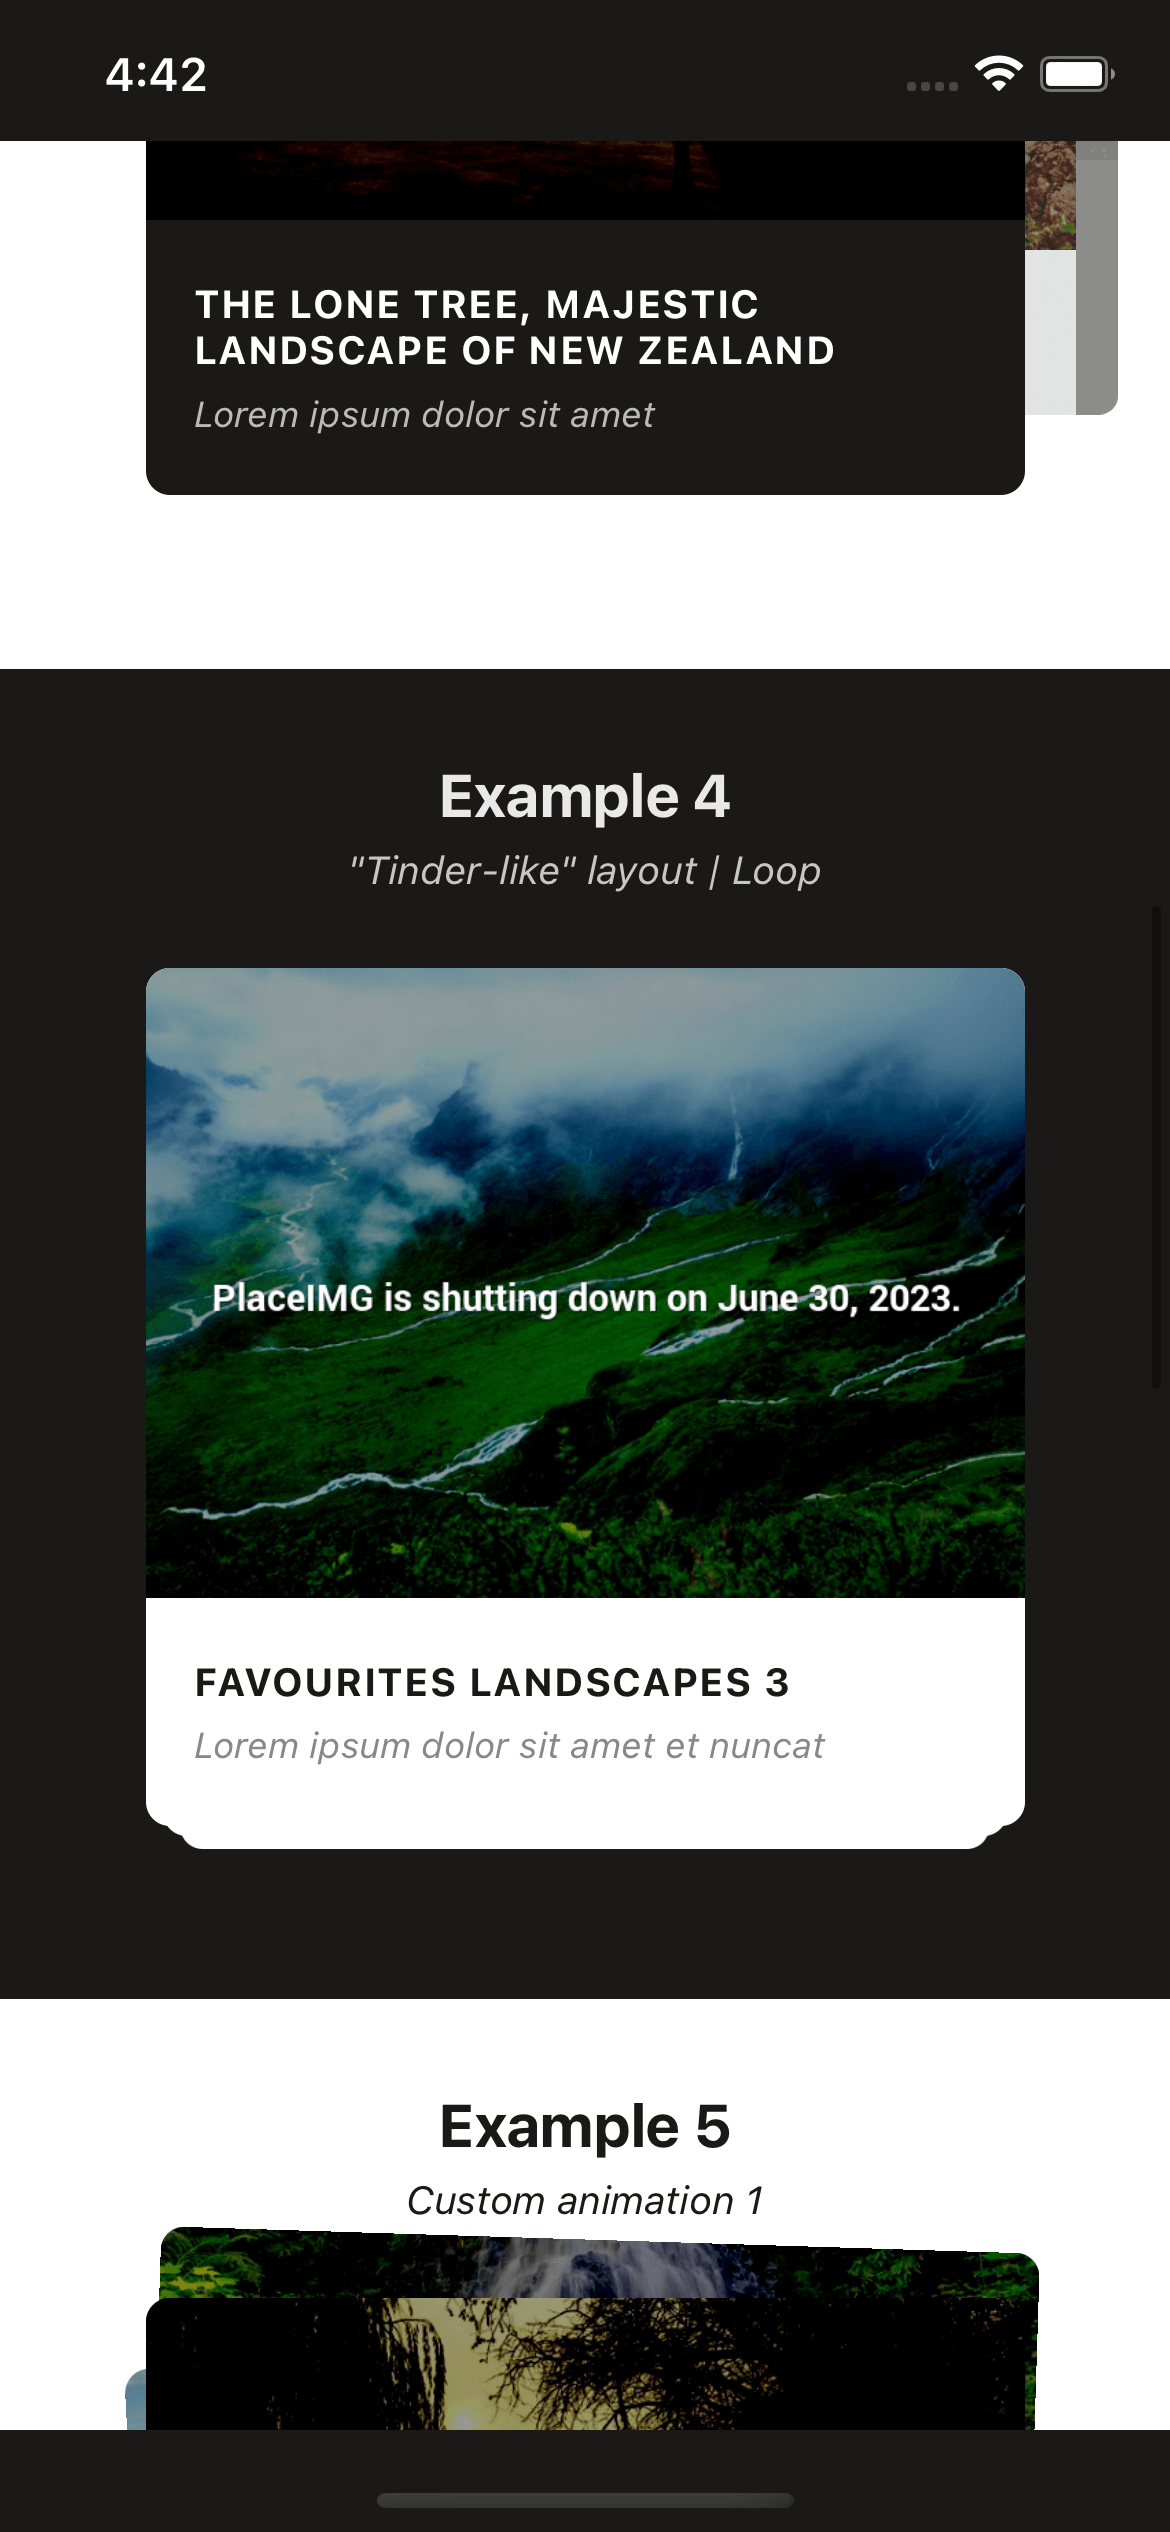 4:42
THE LONE TREE, MAJESTIC
LANDSCAPE OF NEW ZEALAND
Lorem ipsum dolor sit amet
Example 4
"Tinder-like" layout | Loop
PlaceIMG is shutting down on June 30, 2023.
FAVOURITES LANDSCAPES 3
Lorem ipsum dolor sit amet et nuncat
Example 5
Custom animation 1